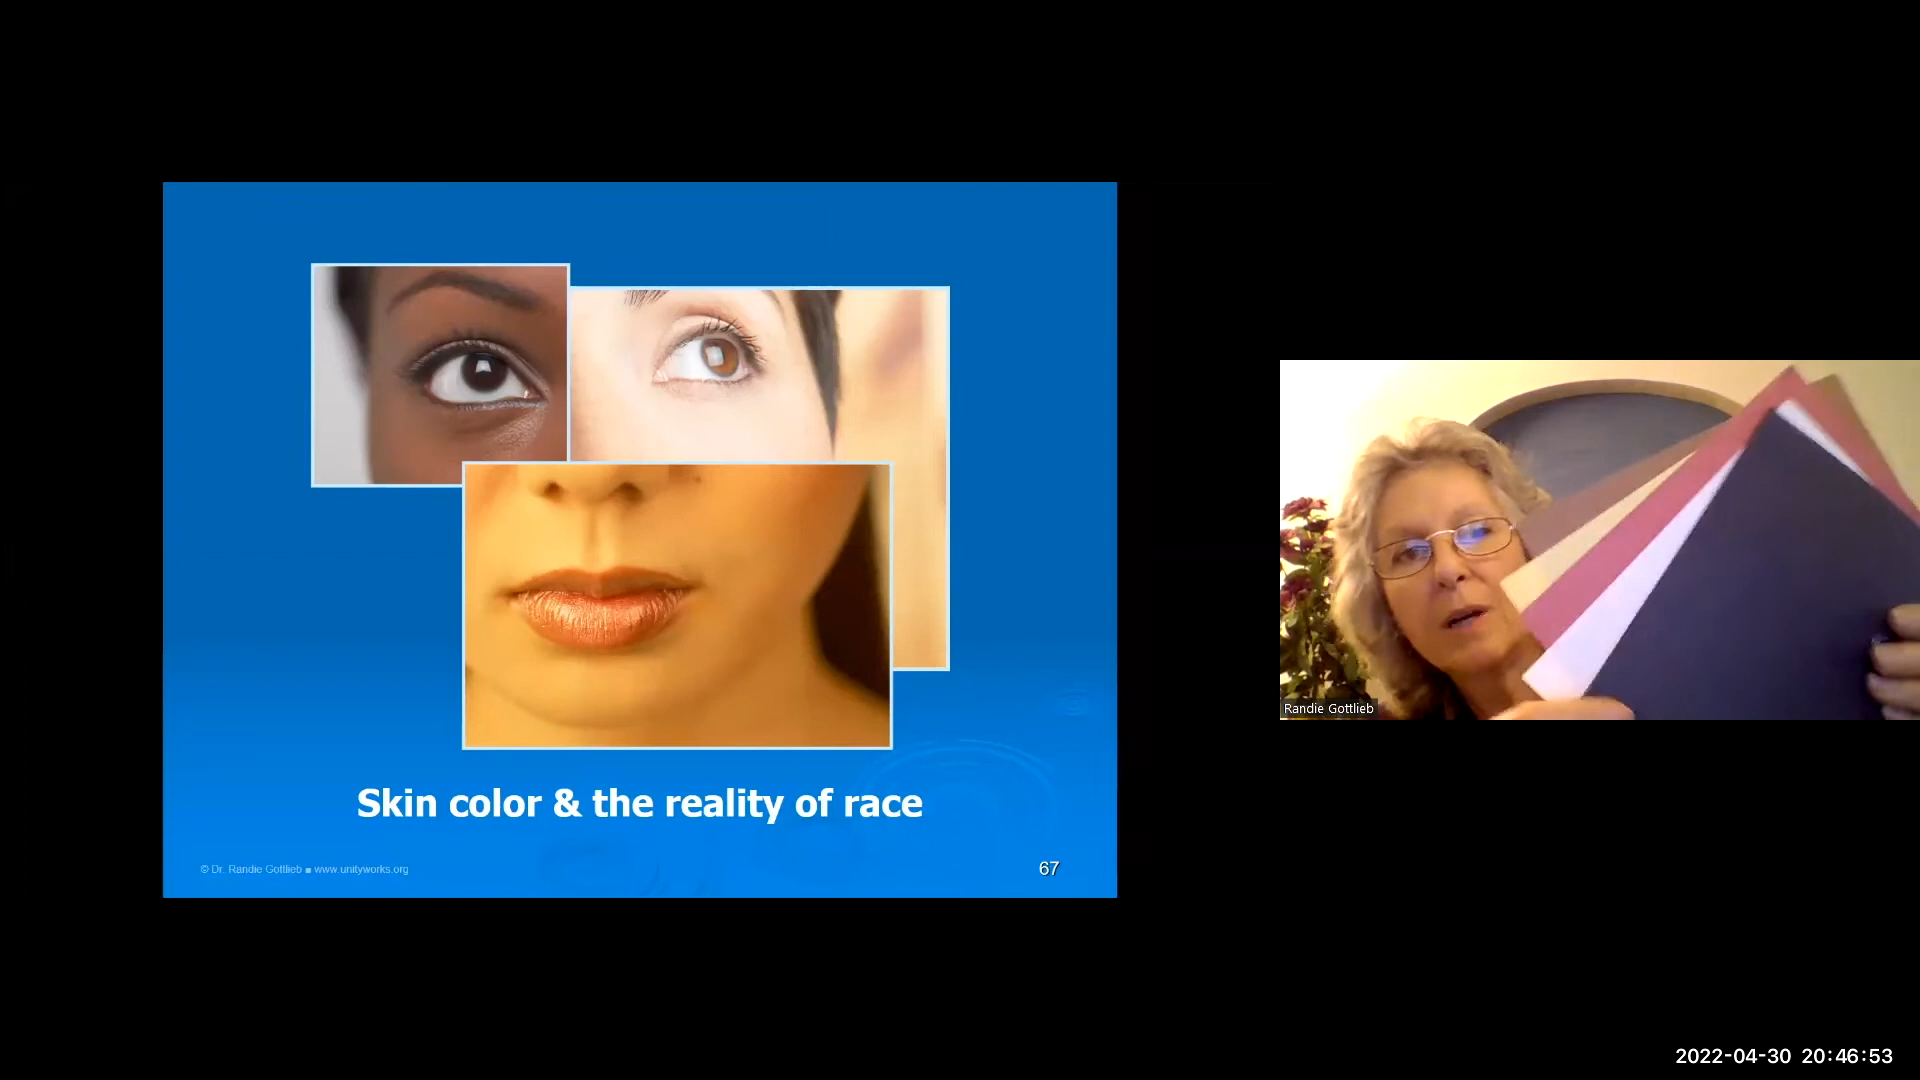 Skin color & the reality of race
© Dr. Randie Gottlieb ■ www.unityworks.org
67
Randie Gottlieb
2022-04-30 20:46:53